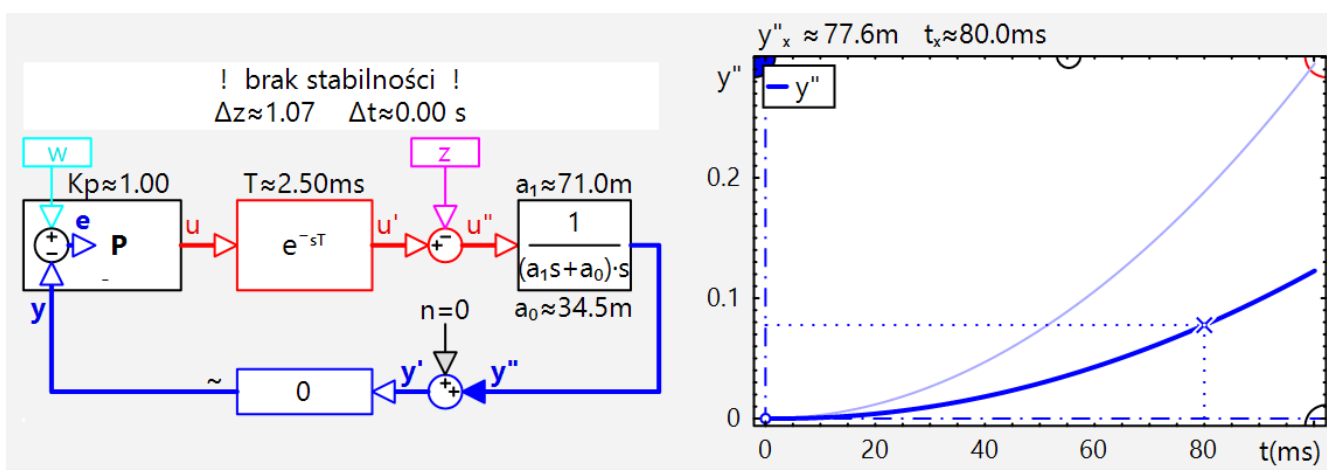 ! brak stabilności !
Δz≈1.07 Δt≈0.00 s
w
z
Kp≈1.00
T≈2.50ms
a₁≈71.0m
+
−
e
P
-
u
e⁻ˢᵀ
u'
+ −
u"
1
(a₁s+a₀)·s
a₀≈34.5m
y
n=0
~
0
y'
+
+
y"
y"ₓ ≈77.6m tₓ≈80.0ms
y"
y"
0.2
0.1
0
0 20 40 60 80 t(ms)